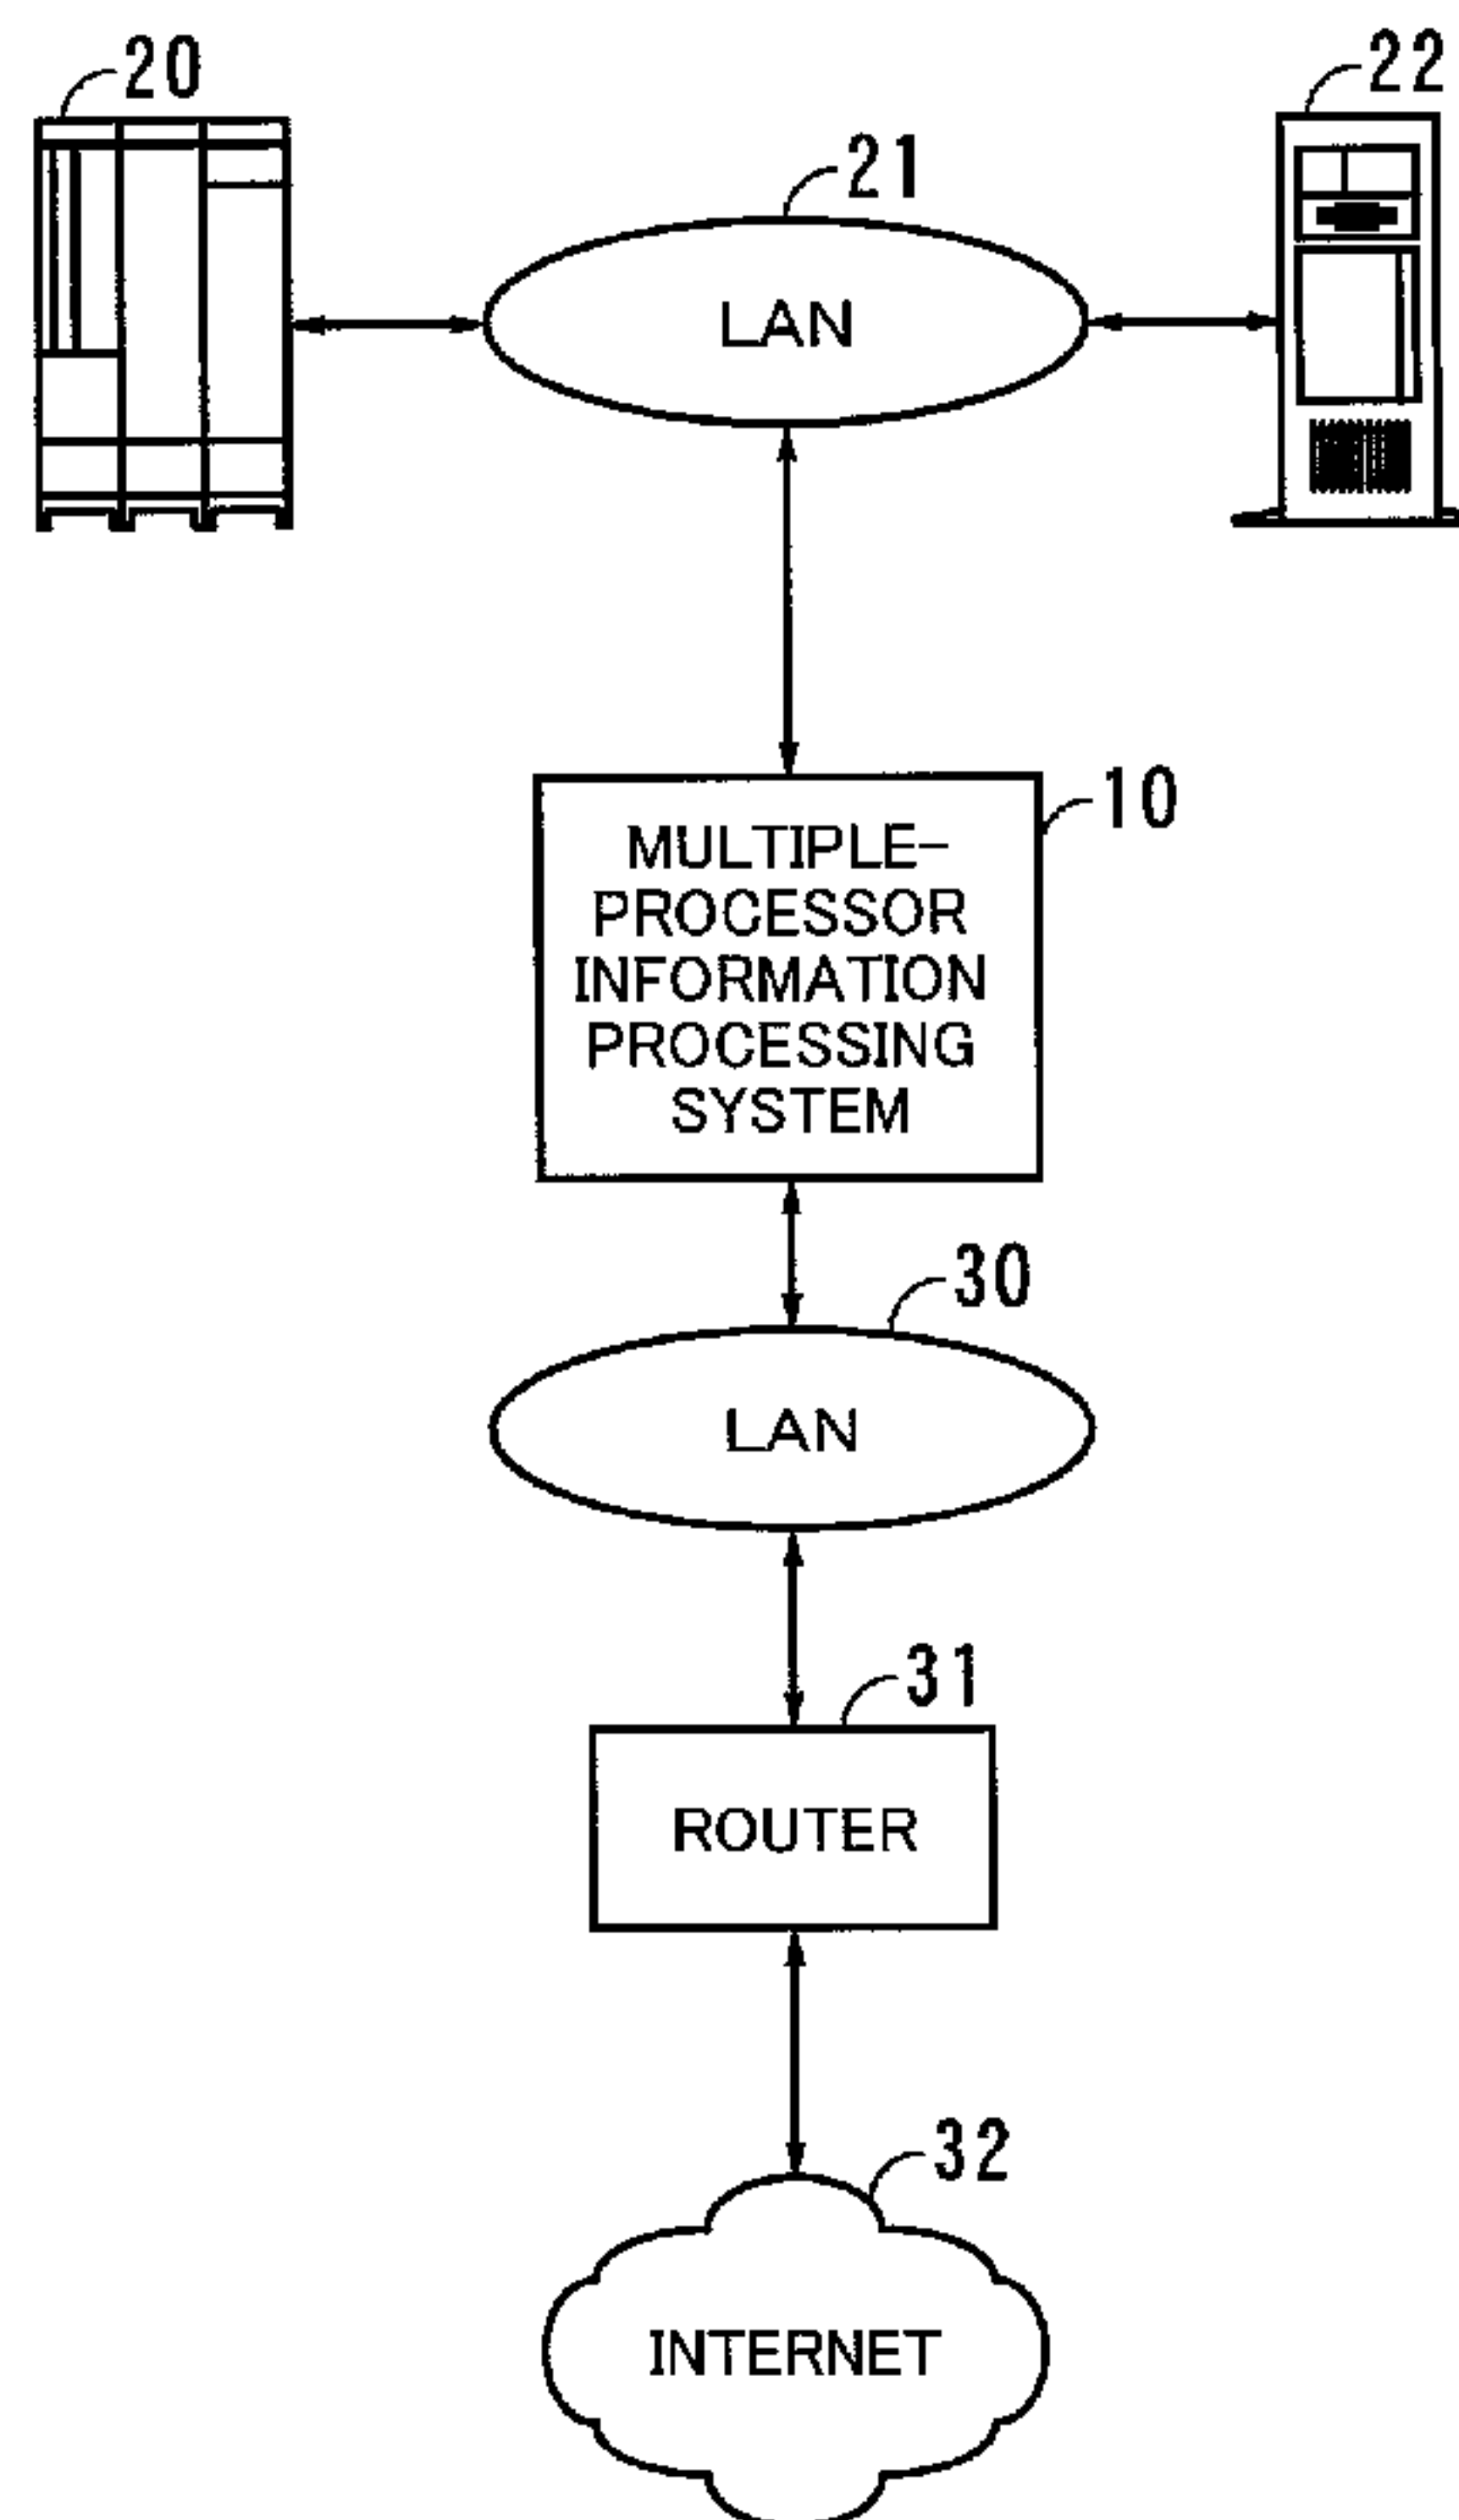 20
22
21
LAN
10
MULTIPLE-
PROCESSOR
INFORMATION
PROCESSING
SYSTEM
30
LAN
31
ROUTER
32
INTERNET